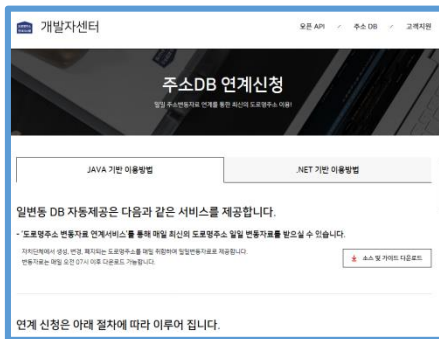 개발자센터
오픈 API
주소 DB
고객지원
주소DB 연계신청
일일 주소변동자료 연계를 통한 최신의 도로명주소 이용!
JAVA 기반 이용방법
.NET 기반 이용방법
일변동 DB 자동제공은 다음과 같은 서비스를 제공합니다.
- '도로명주소 변동자료 연계서비스'를 통해 매일 최신의 도로명주소 일일 변동자료를 받으실 수 있습니다.
자치단체에서 생성, 변경, 폐지되는 도로명주소를 매일 취합하여 일일변동자료로 제공합니다.
변동자료는 매일 오전 07시 이후 다운로드 가능합니다.
소스 및 가이드 다운로드
연계 신청은 아래 절차에 따라 이루어 집니다.